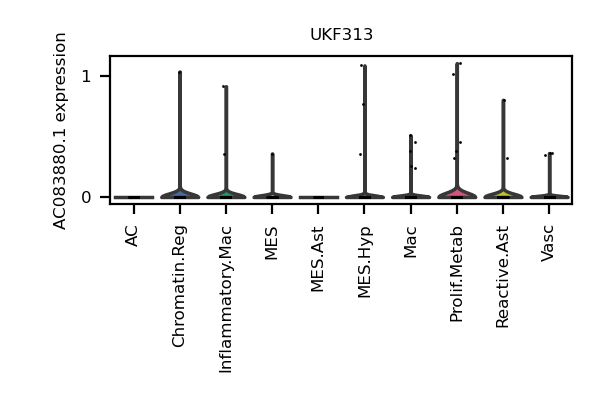 UKF313
AC083880.1 expression
1
0
AC
Chromatin.Reg
Inflammatory.Mac
MES
MES.Ast
MES.Hyp
Mac
Prolif.Metab
Reactive.Ast
Vasc